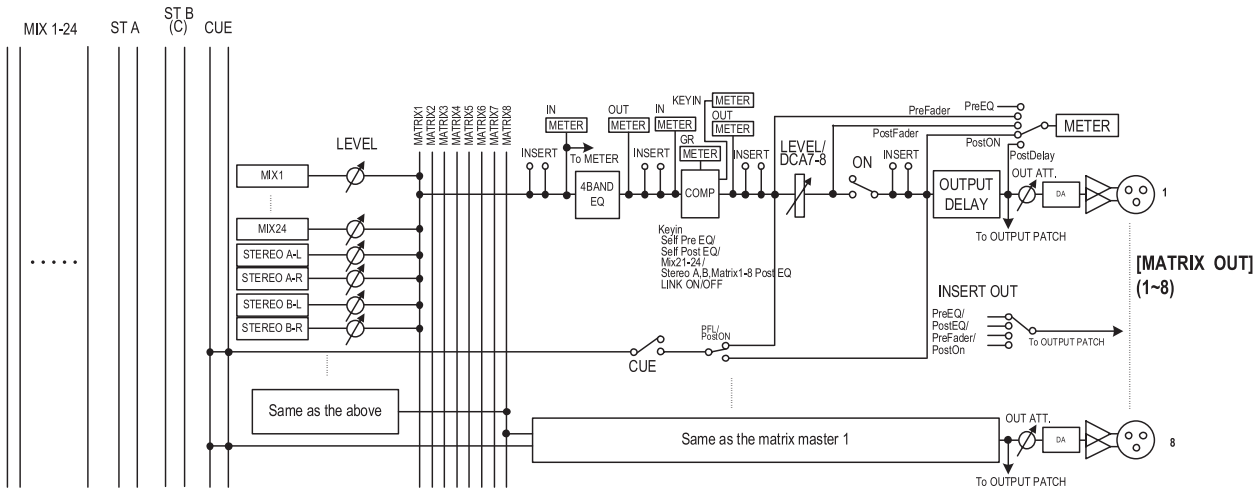 MIX 1-24
ST A
ST B
(C)
CUE
LEVEL
MATRIX1
MATRIX2
MATRIX3
MATRIX4
MATRIX5
MATRIX6
MATRIX7
MATRIX8
MIX1
MIX24
STEREO A-L
STEREO A-R
STEREO B-L
STEREO B-R
INSERT
IN
METER
To METER
4BAND
EQ
OUT
METER
INSERT
IN
METER
KEYIN
METER
OUT
METER
GR
METER
COMP
INSERT
Keyin
Self Pre EQ/
Self Post EQ/
Mix21-24/
Stereo A,B,Matrix1-8 Post EQ
LINK ON/OFF
LEVEL/
DCA7-8
ON
INSERT
PreFader
PreEQ
PostFader
PostON
PostDelay
METER
OUTPUT
DELAY
OUT ATT.
DA
1
To OUTPUT PATCH
[MATRIX OUT]
(1~8)
INSERT OUT
PreEQ/
PostEQ/
PreFader/
PostOn
To OUTPUT PATCH
CUE
PFL/
PostON
Same as the above
Same as the matrix master 1
OUT ATT.
DA
8
To OUTPUT PATCH